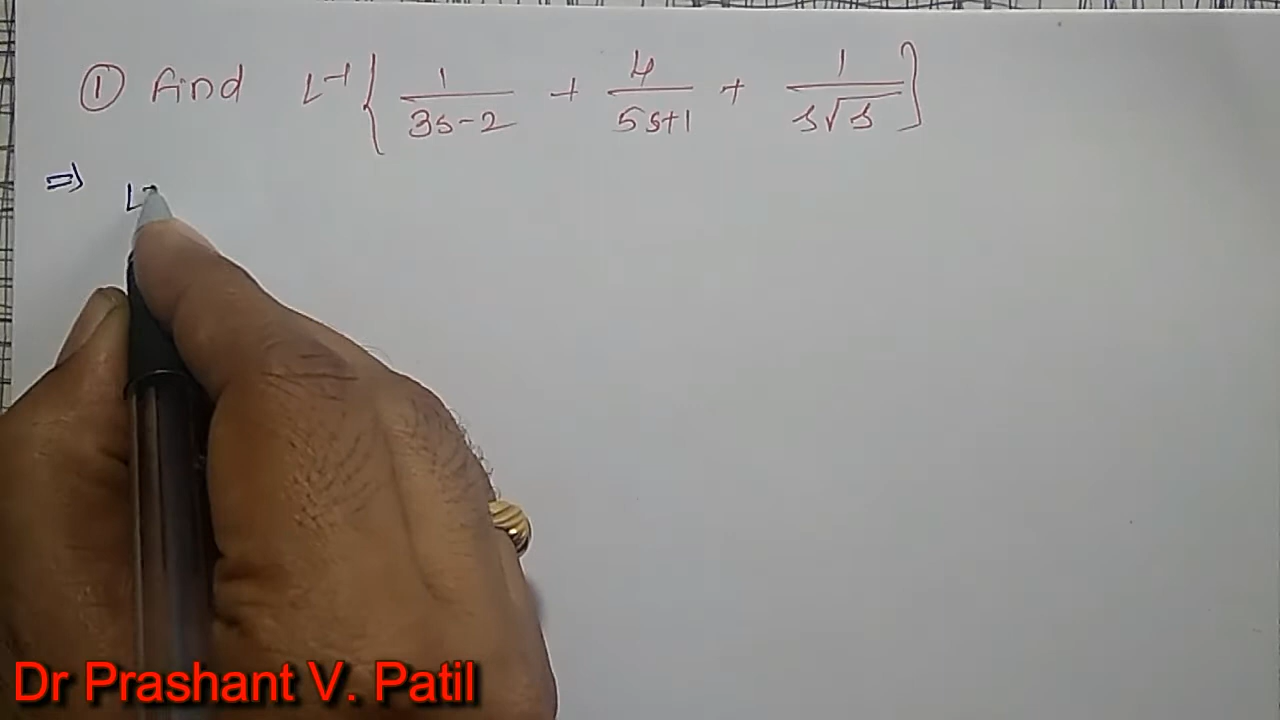 ① Find L⁻¹{ 1/(3s-2) + 4/(5s+1) + 1/(s√s) }
⇒ L⁻
Dr Prashant V. Patil